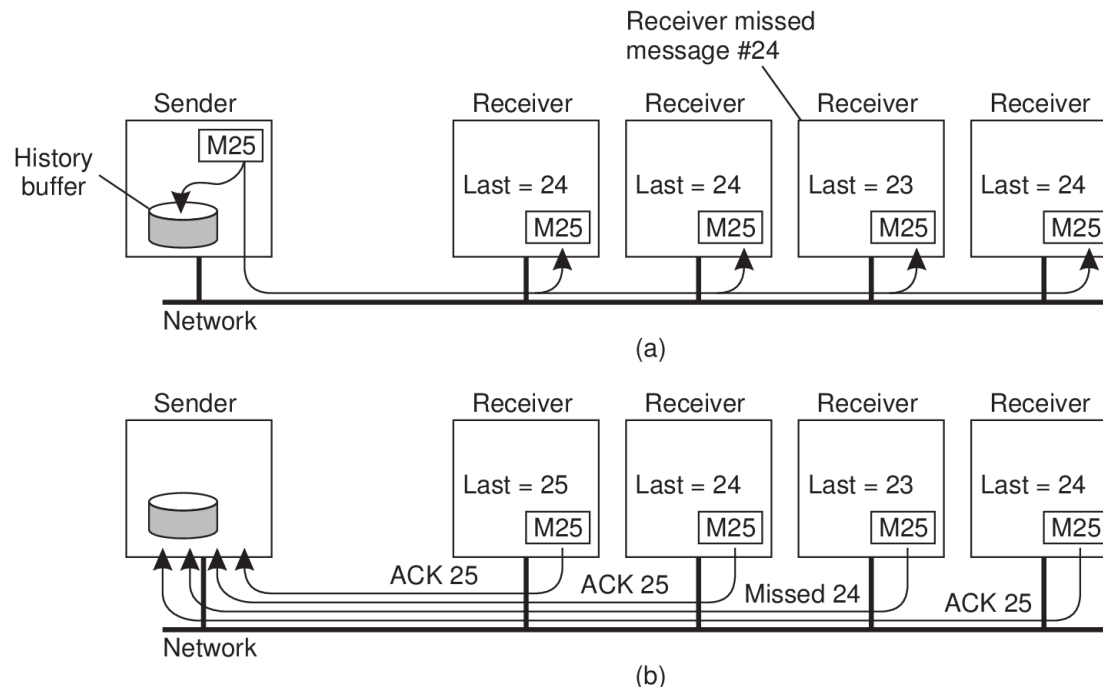 Receiver missed
message #24
Sender
Receiver
Receiver
Receiver
Receiver
M25
History
buffer
Last = 24
Last = 24
Last = 23
Last = 24
M25
M25
M25
M25
Network
(a)
Sender
Receiver
Receiver
Receiver
Receiver
Last = 25
Last = 24
Last = 23
Last = 24
M25
M25
M25
M25
ACK 25
ACK 25
Missed 24
ACK 25
Network
(b)